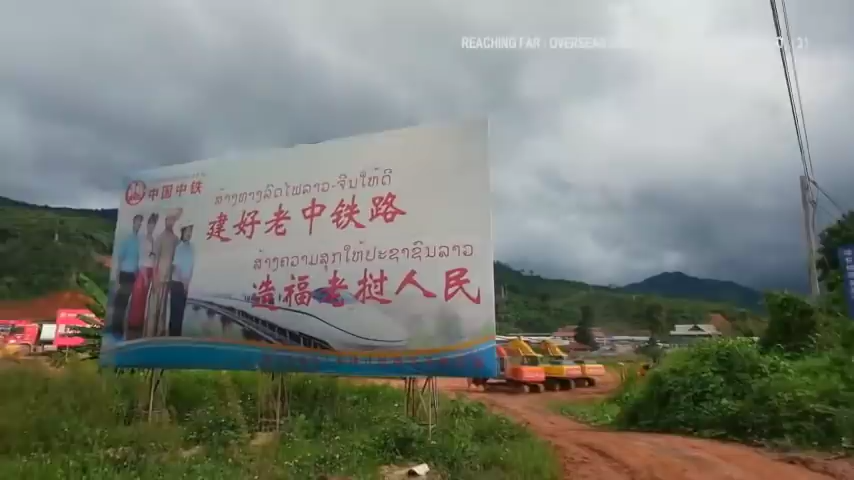 REACHING FAR OVERSEAS
中国中铁
ສ້າງທາງລົດໄຟລາວ-ຈີນໃຫ້ດີ
建好老中铁路
ສ້າງຄວາມສຸກໃຫ້ປະຊາຊົນລາວ
造福老挝人民